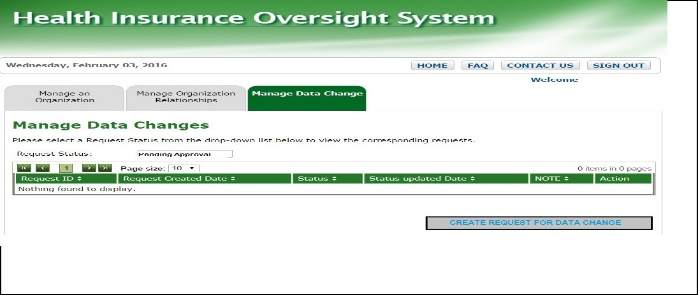 Health Insurance Oversight System
Wednesday, February 03, 2016 HOME FAQ CONTACT US SIGN OUT
Welcome
Manage an Organization
Manage Organization Relationships
Manage Data Change
Manage Data Changes
Please select a Request Status from the drop-down list below to view the corresponding requests.
Request Status: Pending Approval
1 Page size: 10 0 items in 0 pages
Request ID Request Created Date Status Status updated Date NOTE Action
Nothing found to display.
CREATE REQUEST FOR DATA CHANGE